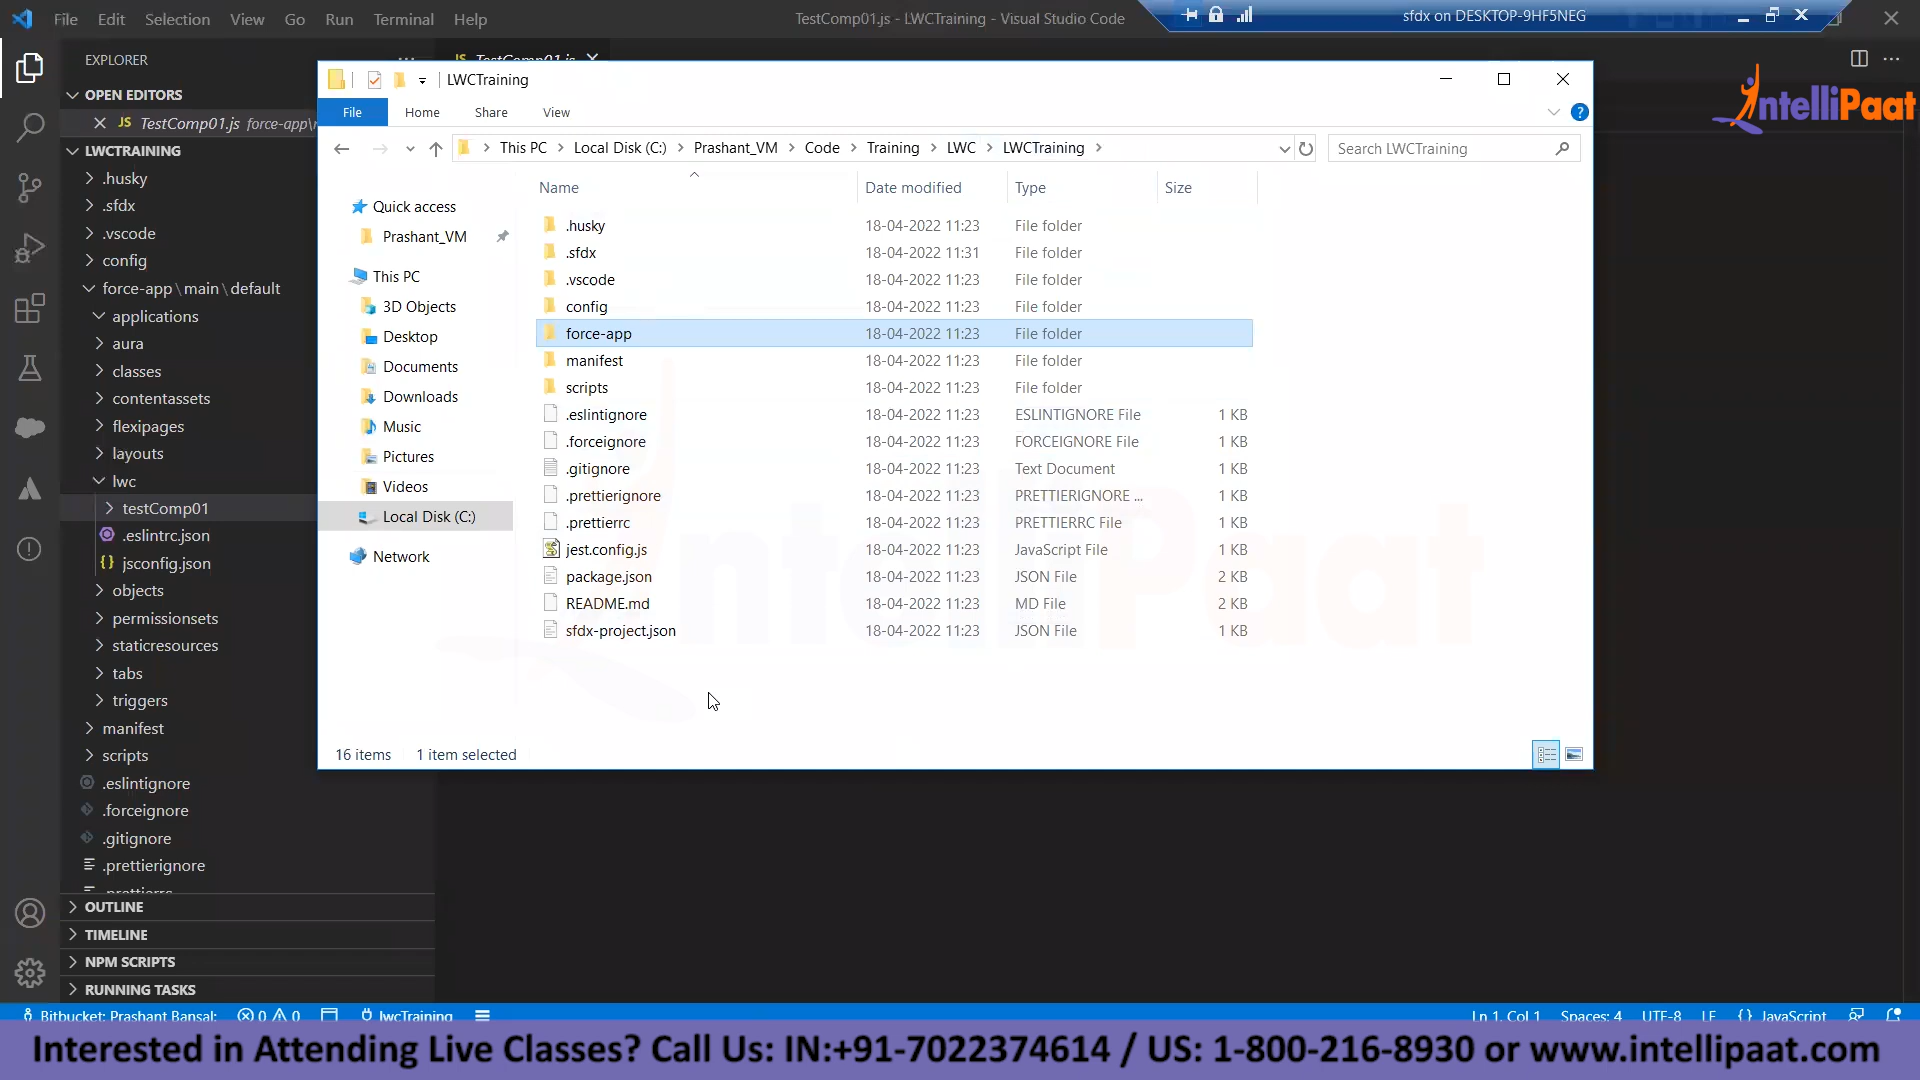 File Edit Selection View Go Run Terminal Help
TestComp01.js - LWCTraining - Visual Studio Code
sfdx on DESKTOP-9HF5NEG
EXPLORER
TestComp01.js
OPEN EDITORS
JS TestComp01.js force-app\
LWCTRAINING
.husky
.sfdx
.vscode
config
force-app\main\default
applications
aura
classes
contentassets
flexipages
layouts
lwc
testComp01
.eslintrc.json
{} jsconfig.json
objects
permissionsets
staticresources
tabs
triggers
manifest
scripts
.eslintignore
.forceignore
.gitignore
.prettierignore
.prettierrc
OUTLINE
TIMELINE
NPM SCRIPTS
RUNNING TASKS
LWCTraining
File Home Share View
This PC > Local Disk (C:) > Prashant_VM > Code > Training > LWC > LWCTraining >
Search LWCTraining
Quick access
Prashant_VM
This PC
3D Objects
Desktop
Documents
Downloads
Music
Pictures
Videos
Local Disk (C:)
Network
Name Date modified Type Size
.husky 18-04-2022 11:23 File folder
.sfdx 18-04-2022 11:31 File folder
.vscode 18-04-2022 11:23 File folder
config 18-04-2022 11:23 File folder
force-app 18-04-2022 11:23 File folder
manifest 18-04-2022 11:23 File folder
scripts 18-04-2022 11:23 File folder
.eslintignore 18-04-2022 11:23 ESLINTIGNORE File 1 KB
.forceignore 18-04-2022 11:23 FORCEIGNORE File 1 KB
.gitignore 18-04-2022 11:23 Text Document 1 KB
.prettierignore 18-04-2022 11:23 PRETTIERIGNORE ... 1 KB
.prettierrc 18-04-2022 11:23 PRETTIERRC File 1 KB
jest.config.js 18-04-2022 11:23 JavaScript File 1 KB
package.json 18-04-2022 11:23 JSON File 2 KB
README.md 18-04-2022 11:23 MD File 2 KB
sfdx-project.json 18-04-2022 11:23 JSON File 1 KB
16 items 1 item selected
IntelliPaat
IntelliPaat
Bitbucket: Prashant Bansal: 0 0 lwcTraining Ln 1, Col 1 Spaces: 4 UTF-8 LF {} JavaScript
Interested in Attending Live Classes? Call Us: IN:+91-7022374614 / US: 1-800-216-8930 or www.intellipaat.com